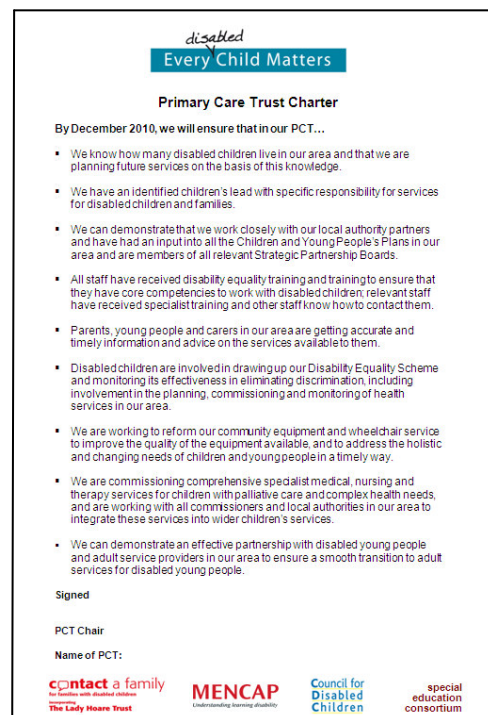 disabled
Every Child Matters
Primary Care Trust Charter
By December 2010, we will ensure that in our PCT…
▪ We know how many disabled children live in our area and that we are
planning future services on the basis of this knowledge.
▪ We have an identified children's lead with specific responsibility for services
for disabled children and families.
▪ We can demonstrate that we work closely with our local authority partners
and have had an input into all the Children and Young People's Plans in our
area and are members of all relevant Strategic Partnership Boards.
▪ All staff have received disability equality training and training to ensure that
they have core competencies to work with disabled children; relevant staff
have received specialist training and other staff know how to contact them.
▪ Parents, young people and carers in our area are getting accurate and
timely information and advice on the services available to them.
▪ Disabled children are involved in drawing up our Disability Equality Scheme
and monitoring its effectiveness in eliminating discrimination, including
involvement in the planning, commissioning and monitoring of health
services in our area.
▪ We are working to reform our community equipment and wheelchair service
to improve the quality of the equipment available, and to address the holistic
and changing needs of children and young people in a timely way.
▪ We are commissioning comprehensive specialist medical, nursing and
therapy services for children with palliative care and complex health needs,
and are working with all commissioners and local authorities in our area to
integrate these services into wider children's services.
▪ We can demonstrate an effective partnership with disabled young people
and adult service providers in our area to ensure a smooth transition to adult
services for disabled young people.
Signed
PCT Chair
Name of PCT:
contact a family
for families with disabled children
incorporating
The Lady Hoare Trust
MENCAP
Understanding learning disability
Council for
Disabled
Children
special
education
consortium